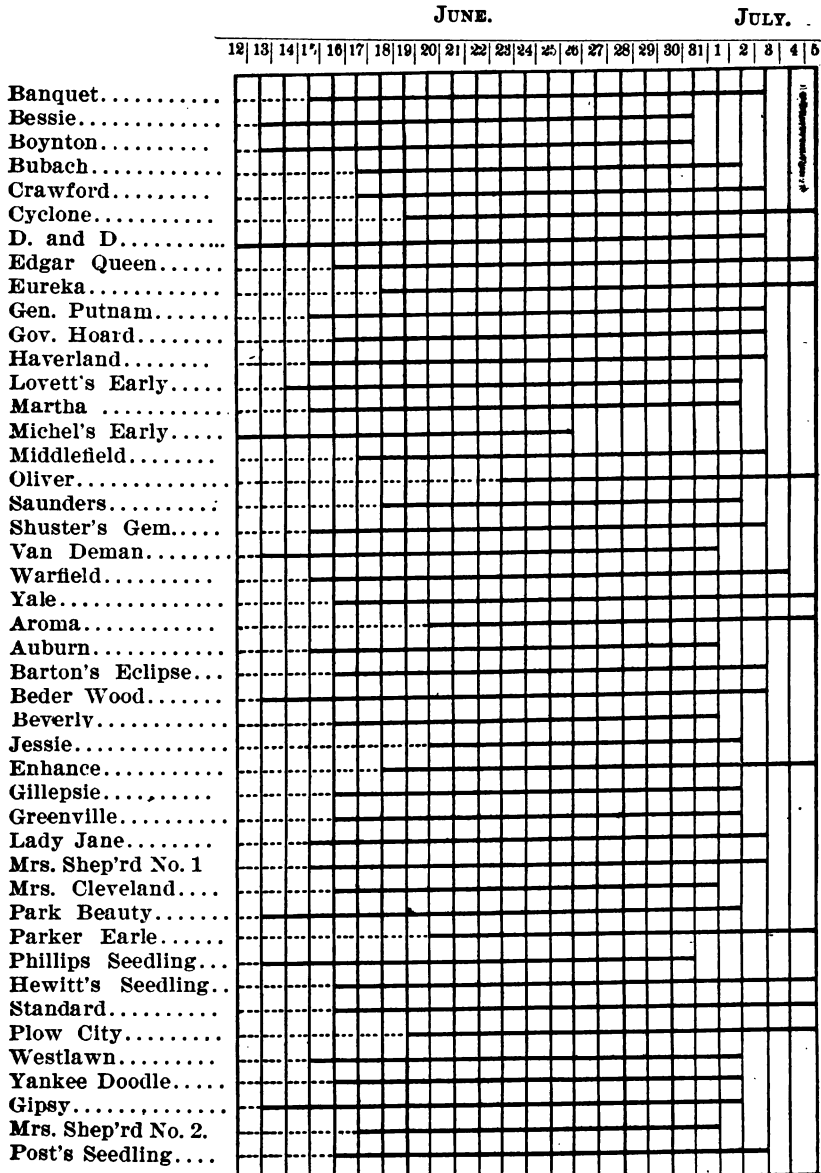 JUNE. JULY.
12 13 14 15 16 17 18 19 20 21 22 23 24 25 26 27 28 29 30 31 1 2 3 4 5
Banquet...........
Bessie.............
Boynton..........
Bubach............
Crawford.........
Cyclone...........
D. and D...........
Edgar Queen......
Eureka............
Gen. Putnam.......
Gov. Hoard........
Haverland........
Lovett's Early.....
Martha ..........
Michel's Early.....
Middlefield........
Oliver..............
Saunders..........
Shuster's Gem.....
Van Deman........
Warfield..........
Yale...............
Aroma............
Auburn...........
Barton's Eclipse...
Beder Wood.......
Beverly...........
Jessie.............
Enhance...........
Gillepsie..........
Greenville.........
Lady Jane........
Mrs. Shep'rd No. 1
Mrs. Cleveland....
Park Beauty.......
Parker Earle......
Phillips Seedling...
Hewitt's Seedling..
Standard..........
Plow City.........
Westlawn.........
Yankee Doodle.....
Gipsy.............
Mrs. Shep'rd No. 2.
Post's Seedling....